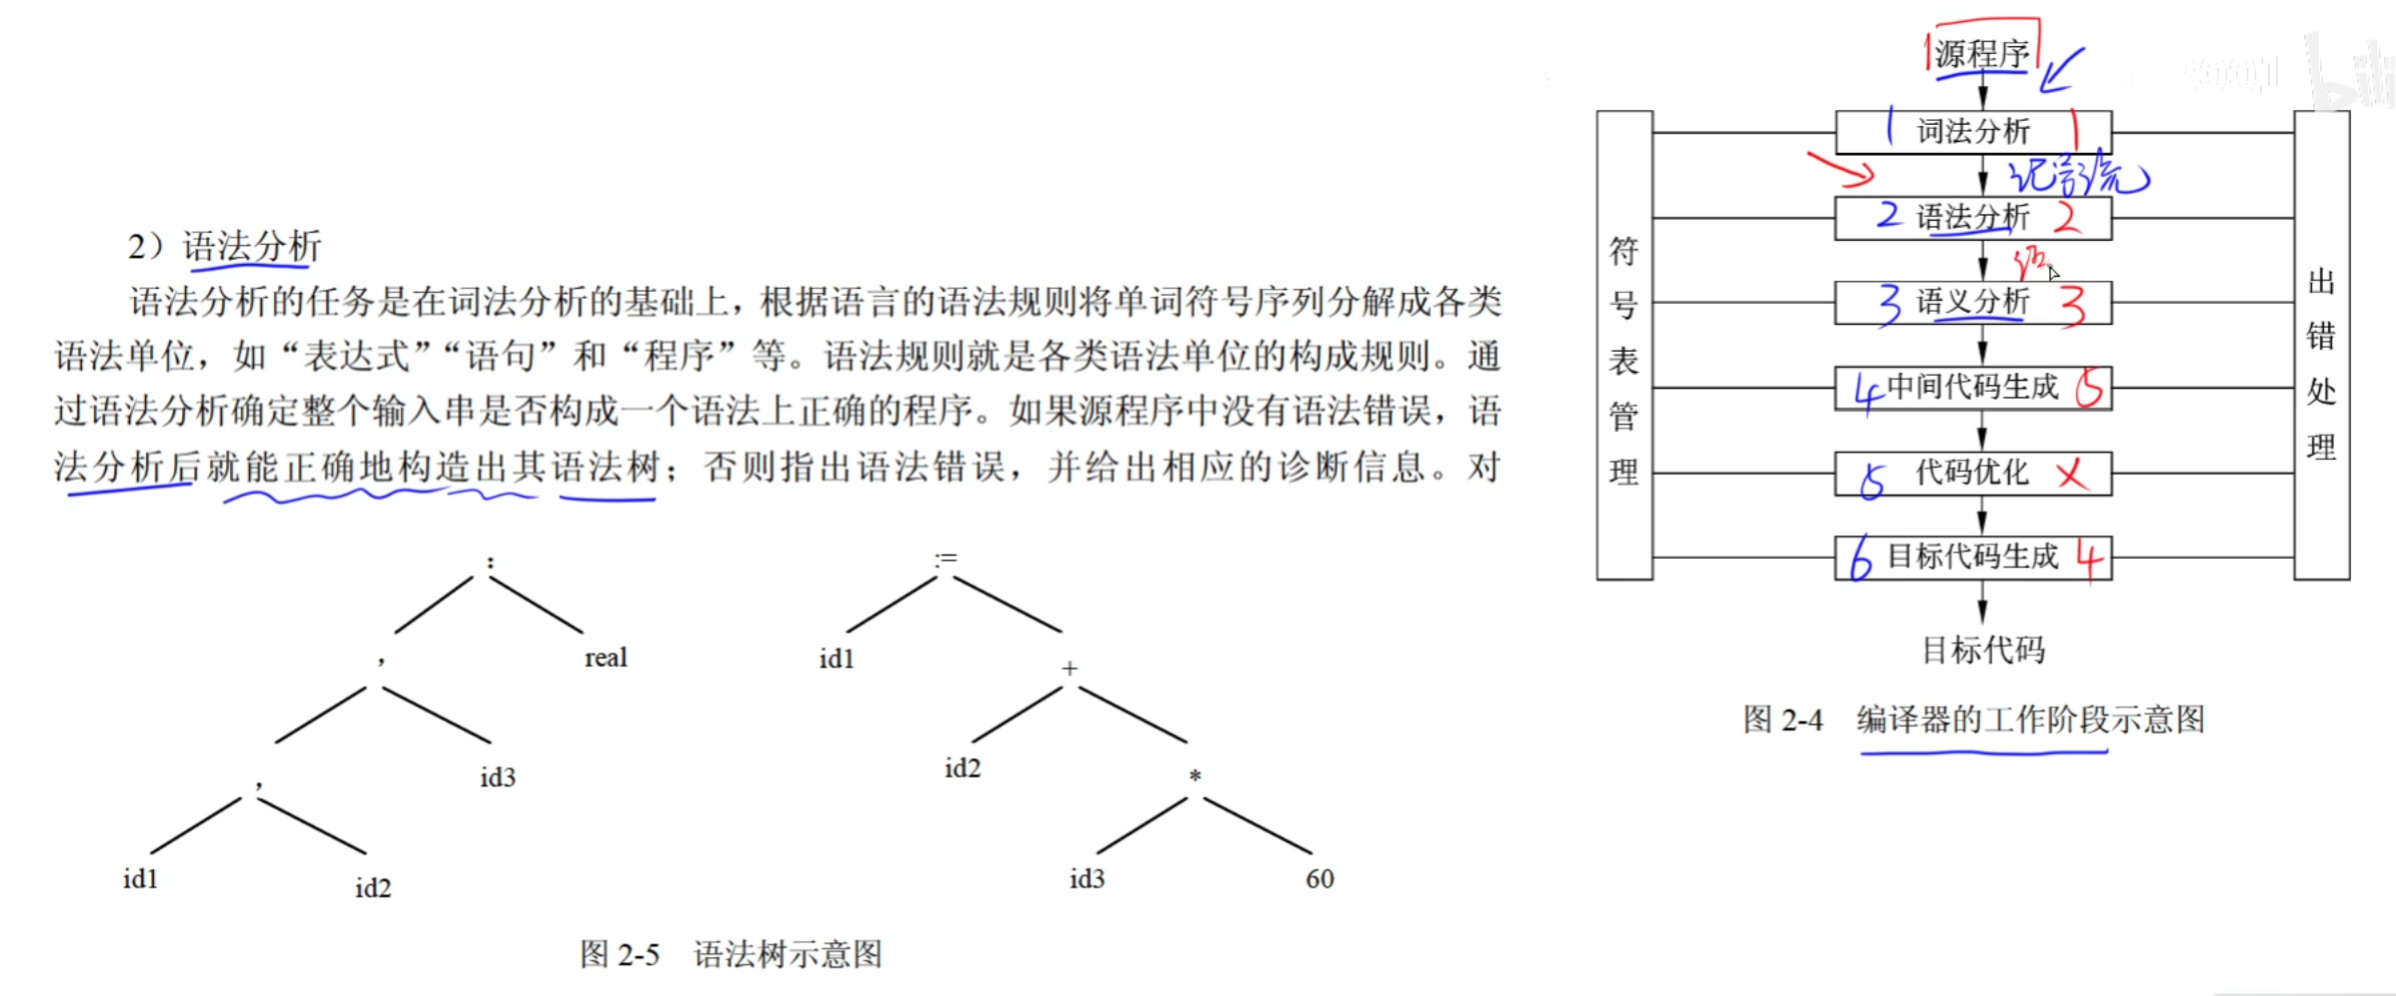 2）语法分析
语法分析的任务是在词法分析的基础上，根据语言的语法规则将单词符号序列分解成各类
语法单位，如“表达式”“语句”和“程序”等。语法规则就是各类语法单位的构成规则。通
过语法分析确定整个输入串是否构成一个语法上正确的程序。如果源程序中没有语法错误，语
法分析后就能正确地构造出其语法树；否则指出语法错误，并给出相应的诊断信息。对
:
,
real
,
id3
id1
id2
:=
id1
+
id2
*
id3
60
图 2-5 语法树示意图
源程序
1 词法分析 1
记号流
2 语法分析 2
语
3 语义分析 3
4 中间代码生成 5
5 代码优化 X
6 目标代码生成 4
目标代码
符号表管理
出错处理
图 2-4 编译器的工作阶段示意图
bili